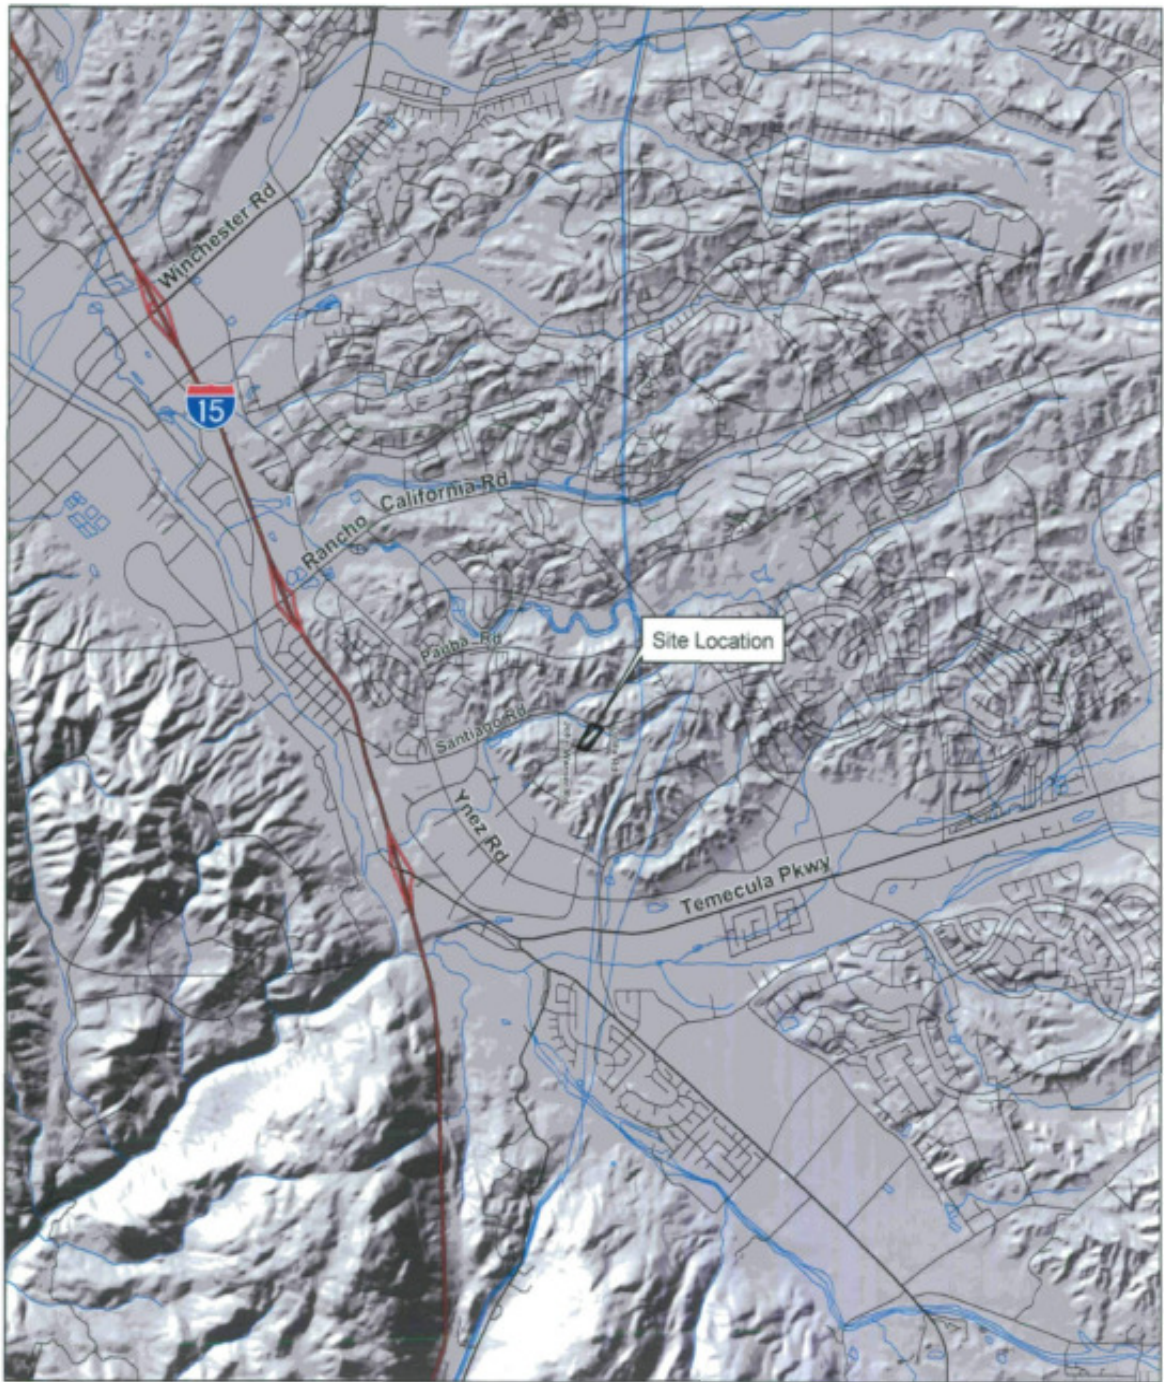 Winchester Rd
15
Rancho California Rd
Site Location
Pauba Rd
Santiago Rd
Ynez Rd
Temecula Pkwy